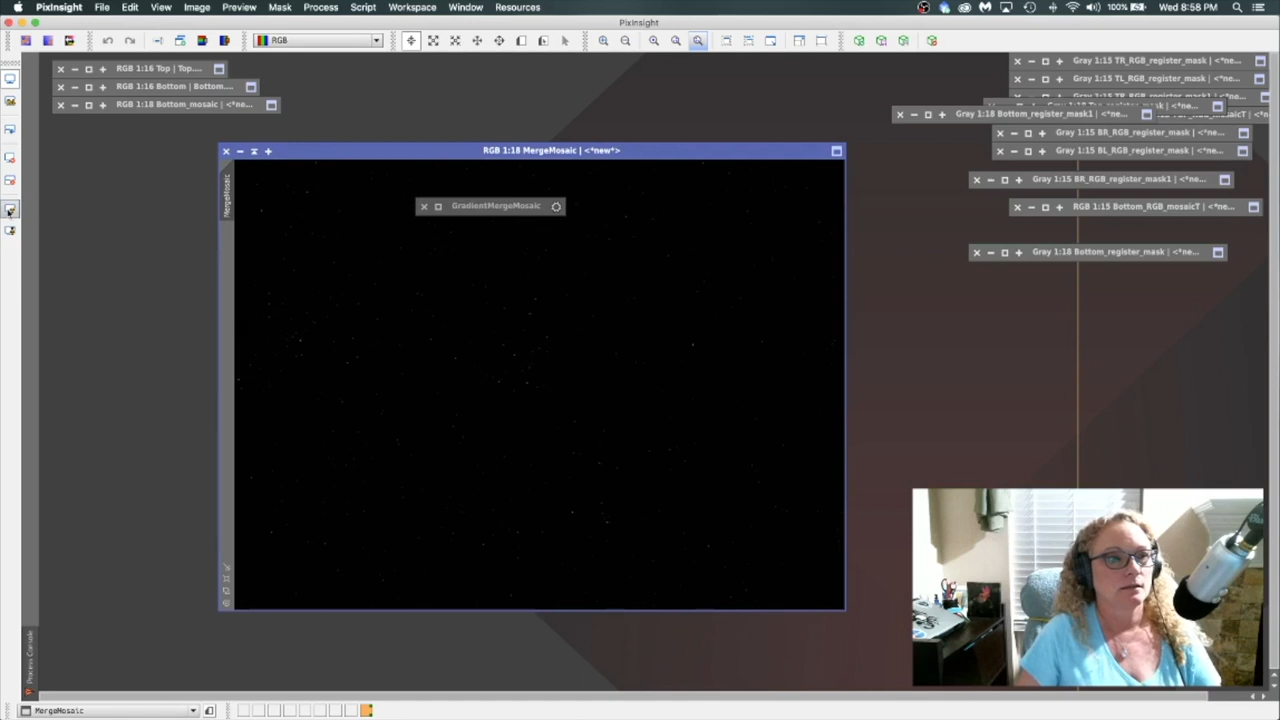 PixInsight File Edit View Image Preview Mask Process Script Workspace Window Resources 100% Wed 8:58 PM
PixInsight
RGB
RGB 1:16 Top | Top....
RGB 1:16 Bottom | Bottom....
RGB 1:18 Bottom_mosaic | <*ne...
Gray 1:15 TR_RGB_register_mask | <*ne...
Gray 1:15 TL_RGB_register_mask | <*ne...
Gray 1:18 Bottom_register_mask1 | <*ne...
Gray 1:15 BR_RGB_register_mask | <*ne...
Gray 1:15 BL_RGB_register_mask | <*ne...
Gray 1:15 BR_RGB_register_mask1 | <*ne...
RGB 1:15 Bottom_RGB_mosaicT | <*ne...
Gray 1:18 Bottom_register_mask | <*ne...
RGB 1:18 MergeMosaic | <*new*>
MergeMosaic
GradientMergeMosaic
Process Console
MergeMosaic